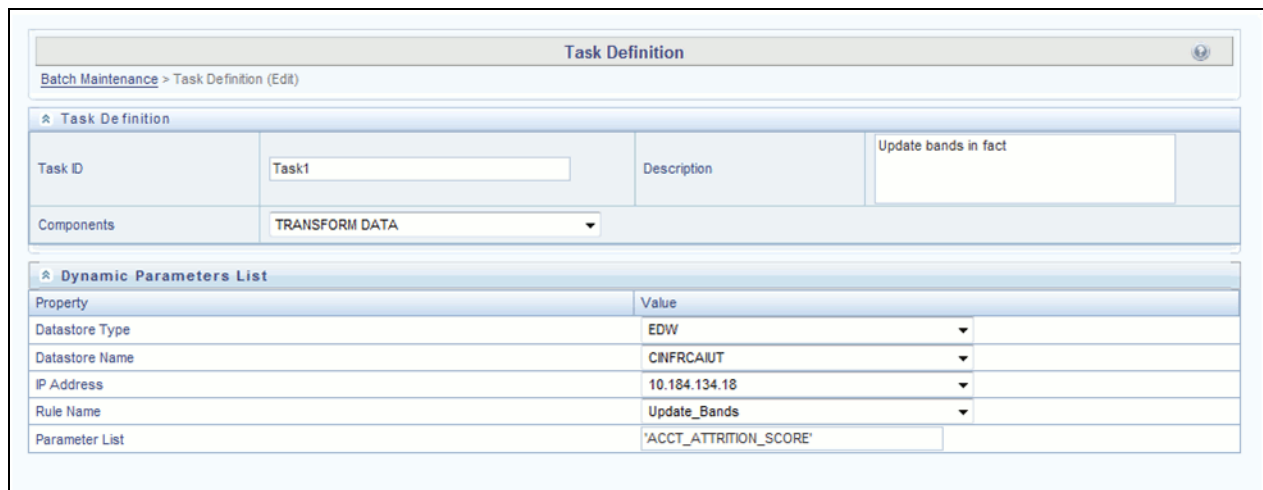 Task Definition
Batch Maintenance > Task Definition (Edit)
Task Definition
Task ID Task1 Description Update bands in fact
Components TRANSFORM DATA
Dynamic Parameters List
Property Value
Datastore Type EDW
Datastore Name CINFRCAIUT
IP Address 10.184.134.18
Rule Name Update_Bands
Parameter List 'ACCT_ATTRITION_SCORE'